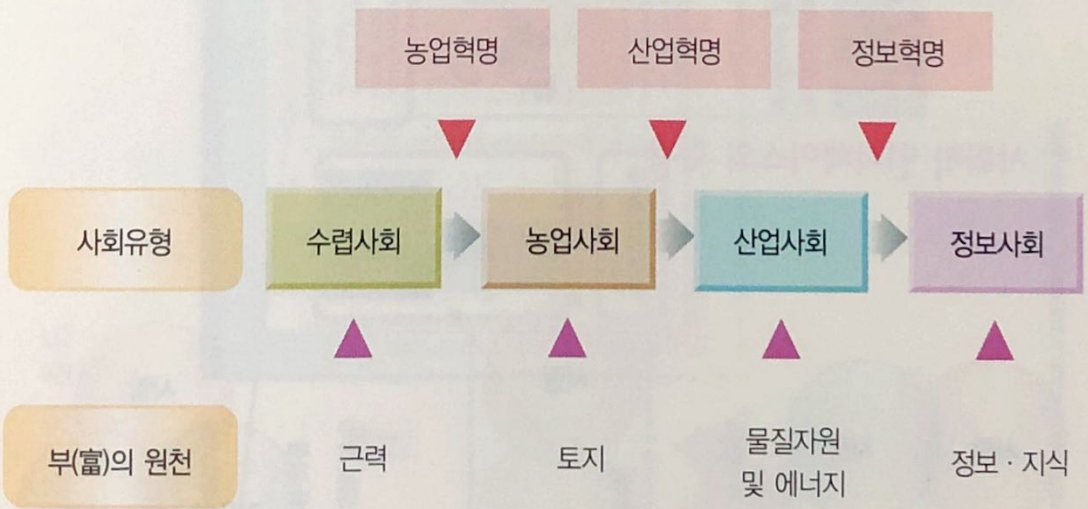 농업혁명 산업혁명 정보혁명
사회유형 수렵사회 농업사회 산업사회 정보사회
부(富)의 원천 근력 토지 물질자원 및 에너지 정보·지식